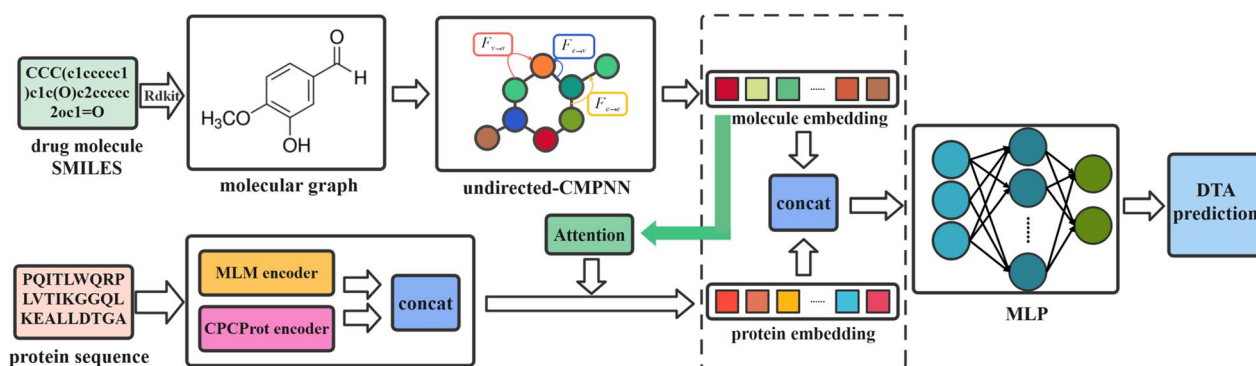 CCC(c1ccccc1
)c1c(O)c2ccccc
2oc1=O
drug molecule
SMILES
Rdkit
O
H
H₃CO
OH
molecular graph
F v→v
F e→v
F e→e
undirected-CMPNN
......
molecule embedding
concat
Attention
PQITLWQRP
LVTIKGGQL
KEALLDTGA
protein sequence
MLM encoder
CPCProt encoder
concat
......
protein embedding
......
MLP
DTA
prediction